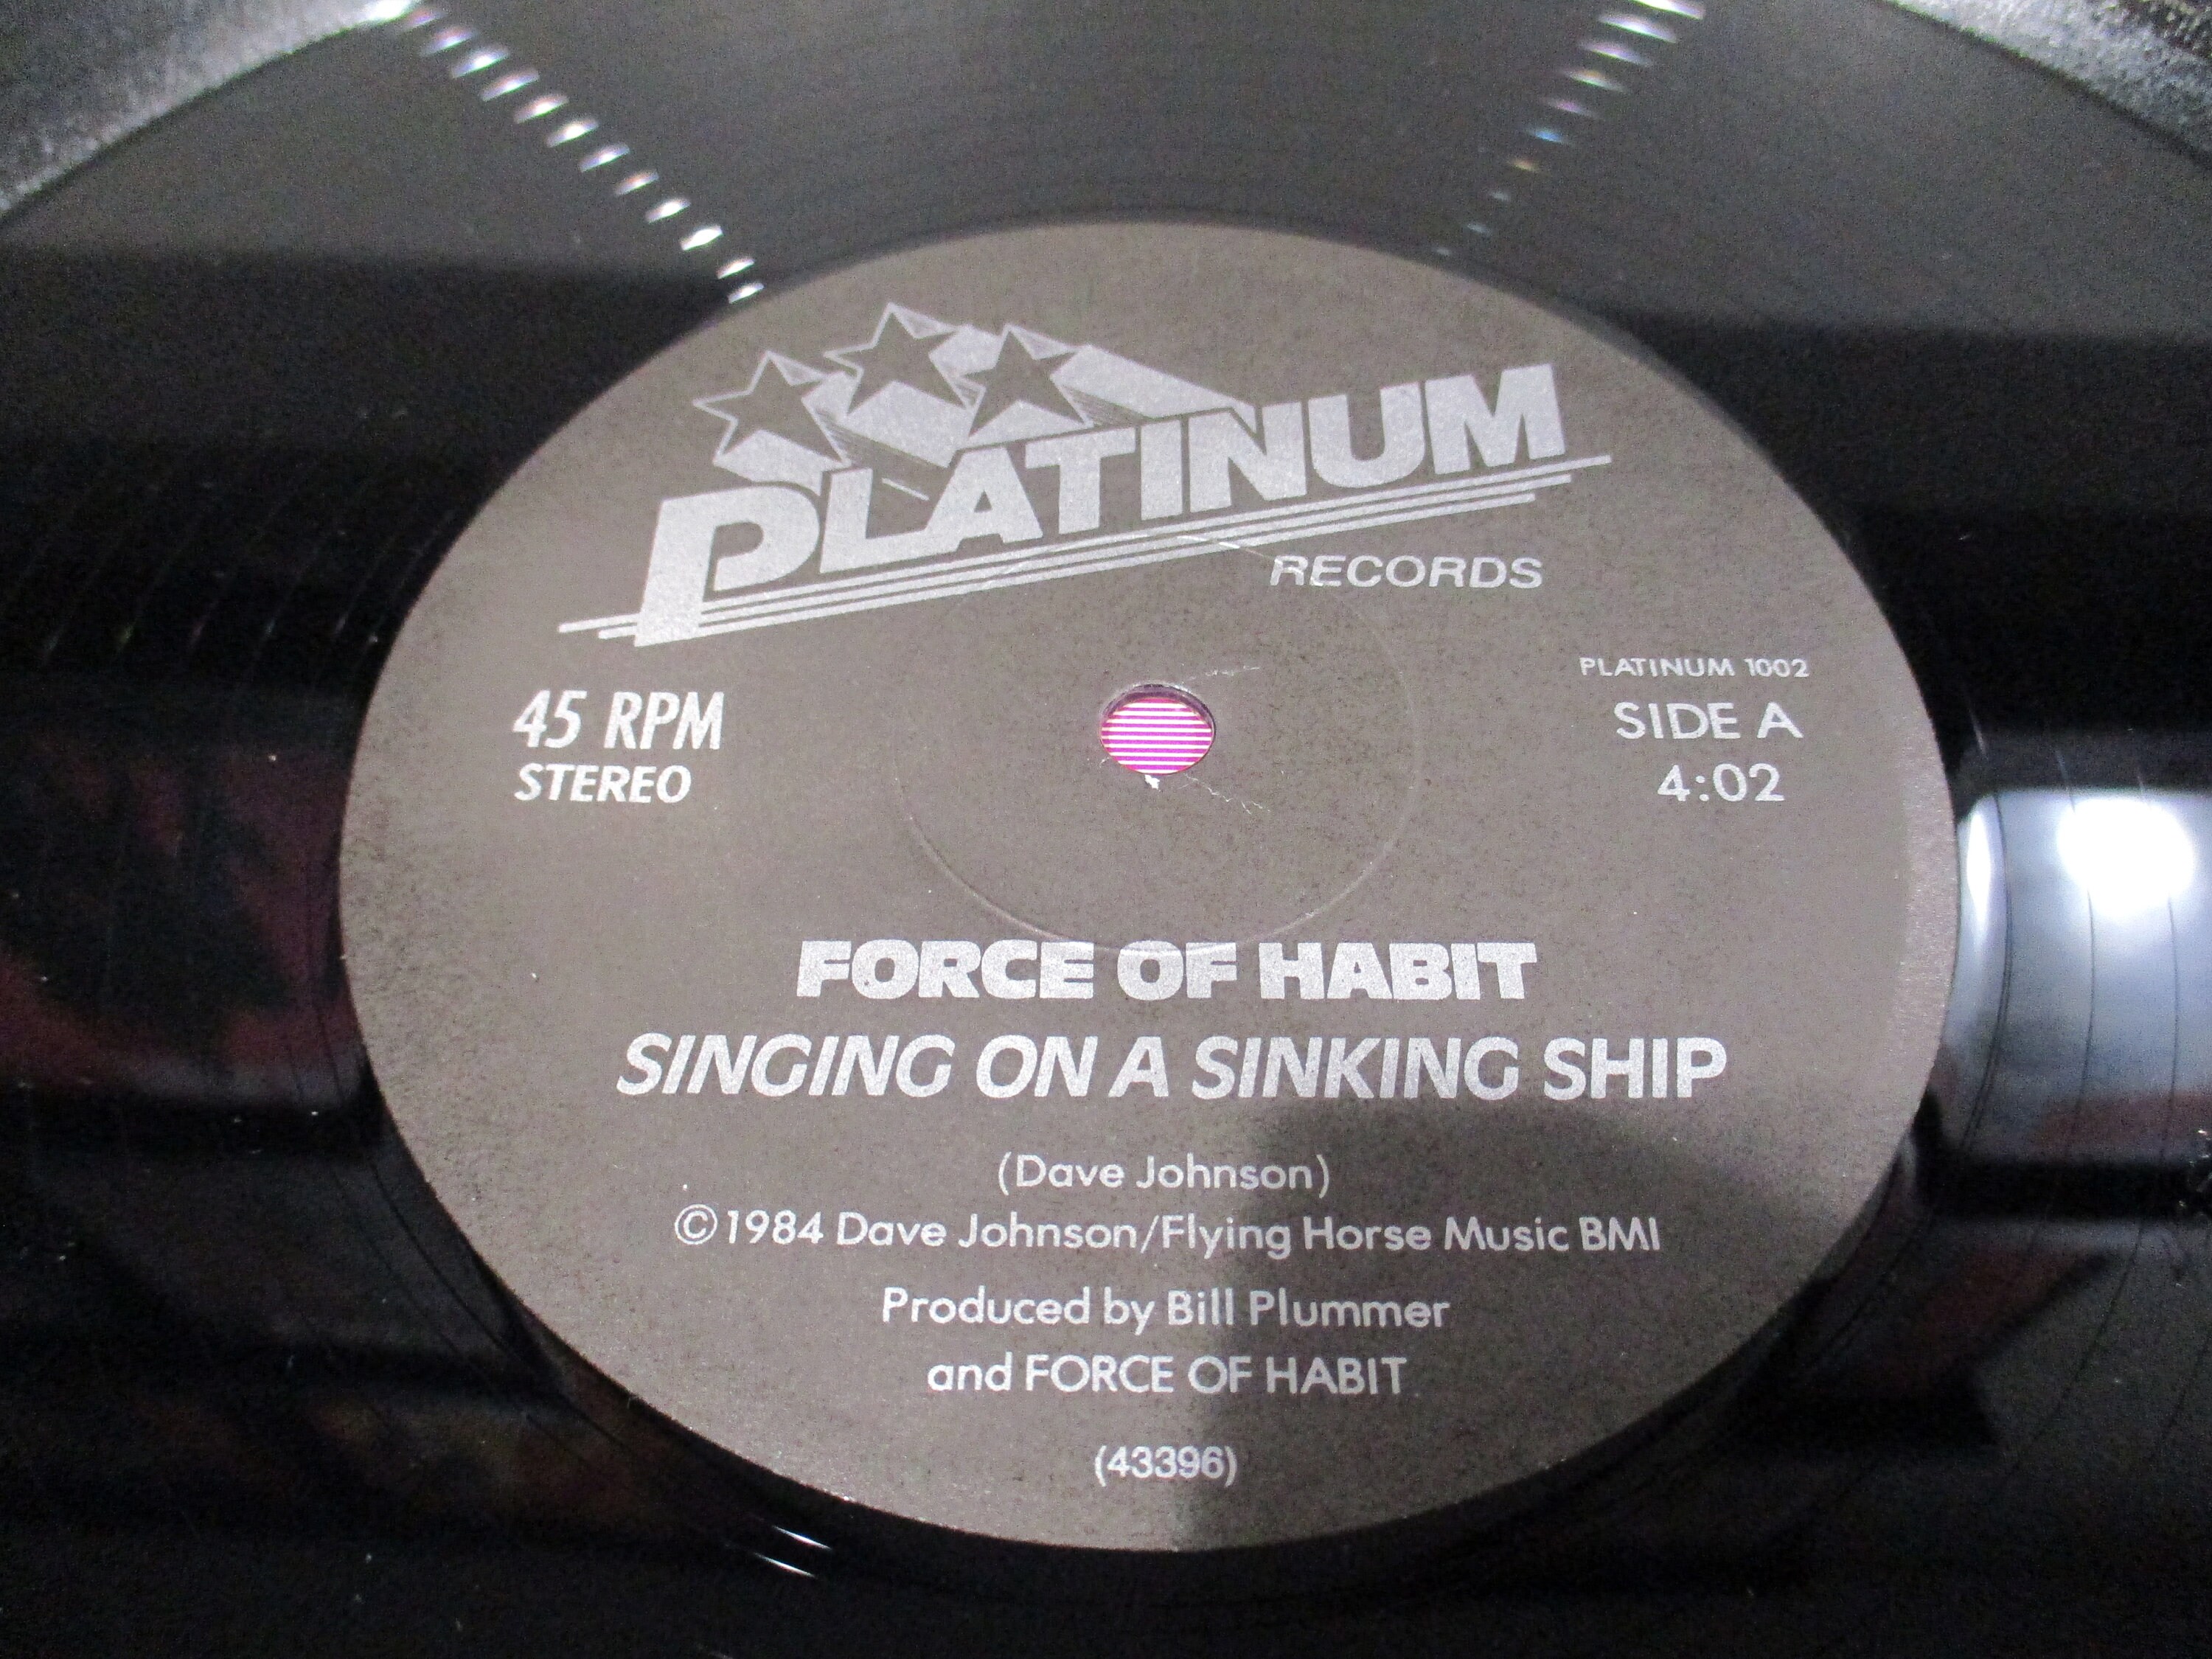 PLATINUM
RECORDS
PLATINUM 1002
45 RPM
SIDE A
STEREO
4:02
FORCE OF HABIT
SINGING ON A SINKING SHIP
(Dave Johnson)
©1984 Dave Johnson/Flying Horse Music BMI
Produced by Bill Plummer
and FORCE OF HABIT
(43396)